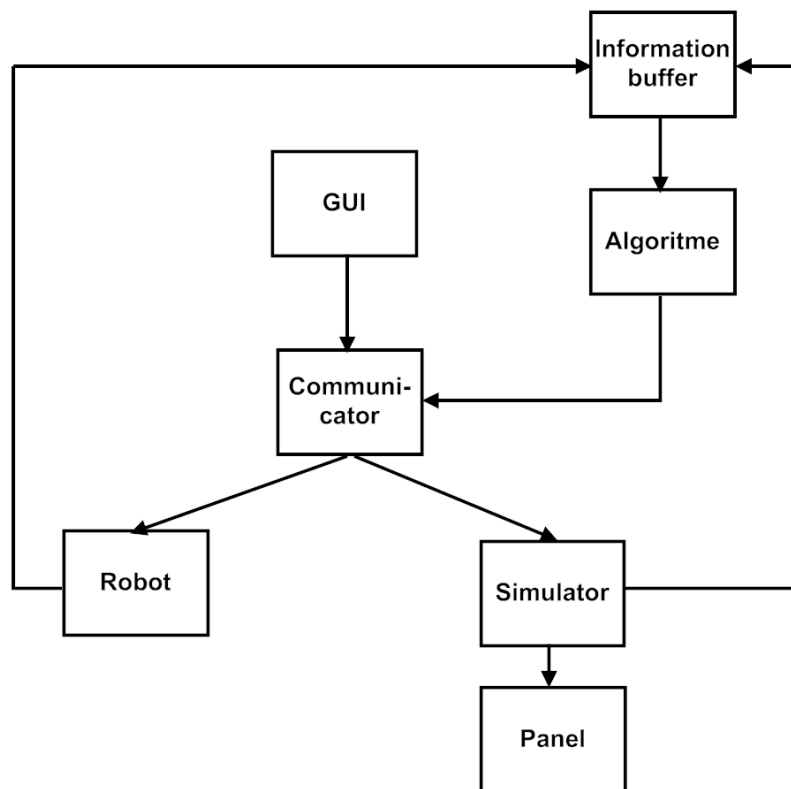 Information
buffer
GUI
Algoritme
Communi-
cator
Robot
Simulator
Panel